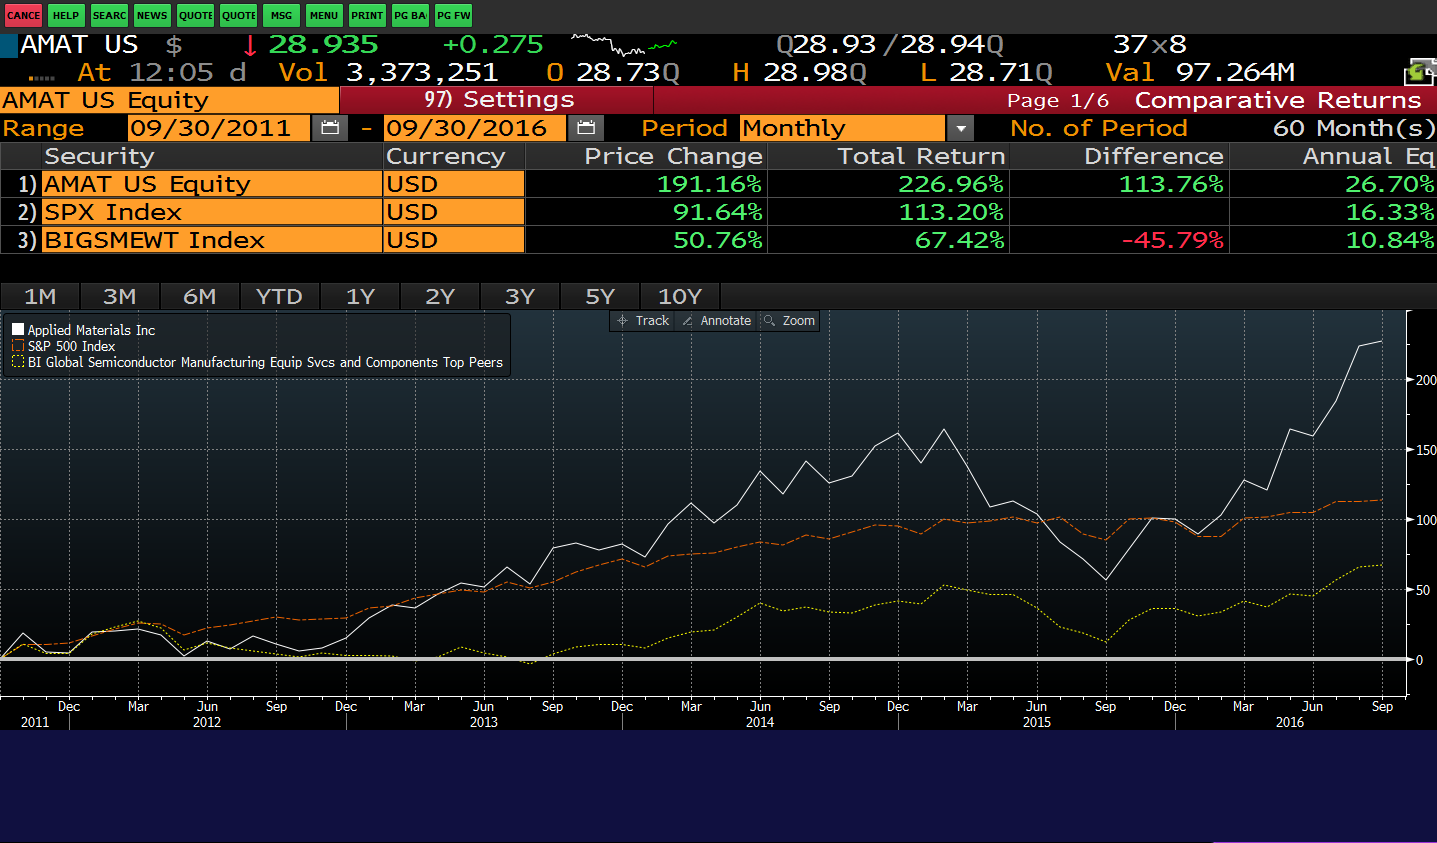 CANCE HELP SEARC NEWS QUOTE QUOTE MSG MENU PRINT PG BA PG FW
AMAT US $ ↓ 28.935 +0.275 Q28.93 /28.94Q 37x8
At 12:05 d Vol 3,373,251 O 28.73Q H 28.98Q L 28.71Q Val 97.264M
AMAT US Equity 97) Settings Page 1/6 Comparative Returns
Range 09/30/2011 - 09/30/2016 Period Monthly No. of Period 60 Month(s)
Security Currency Price Change Total Return Difference Annual Eq
1) AMAT US Equity USD 191.16% 226.96% 113.76% 26.70%
2) SPX Index USD 91.64% 113.20% 16.33%
3) BIGSMEWT Index USD 50.76% 67.42% -45.79% 10.84%
1M 3M 6M YTD 1Y 2Y 3Y 5Y 10Y
Track Annotate Zoom
Applied Materials Inc
S&P 500 Index
BI Global Semiconductor Manufacturing Equip Svcs and Components Top Peers
200
150
100
50
0
Dec Mar Jun Sep Dec Mar Jun Sep Dec Mar Jun Sep Dec Mar Jun Sep Dec Mar Jun Sep
2011 2012 2013 2014 2015 2016